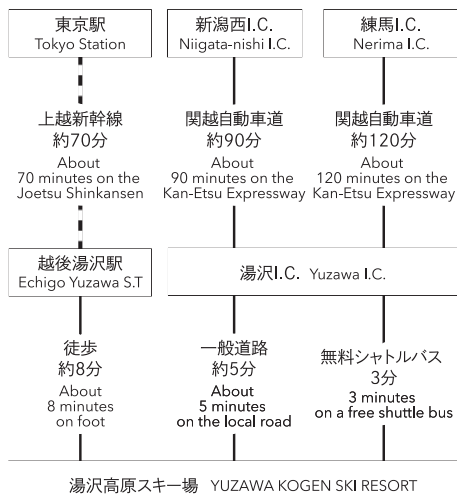 東京駅
Tokyo Station
新潟西I.C.
Niigata-nishi I.C.
練馬I.C.
Nerima I.C.
上越新幹線
約70分
About
70 minutes on the
Joetsu Shinkansen
関越自動車道
約90分
About
90 minutes on the
Kan-Etsu Expressway
関越自動車道
約120分
About
120 minutes on the
Kan-Etsu Expressway
越後湯沢駅
Echigo Yuzawa S.T
湯沢I.C. Yuzawa I.C.
徒歩
約8分
About
8 minutes
on foot
一般道路
約5分
About
5 minutes
on the local road
無料シャトルバス
3分
3 minutes
on a free shuttle bus
湯沢高原スキー場 YUZAWA KOGEN SKI RESORT